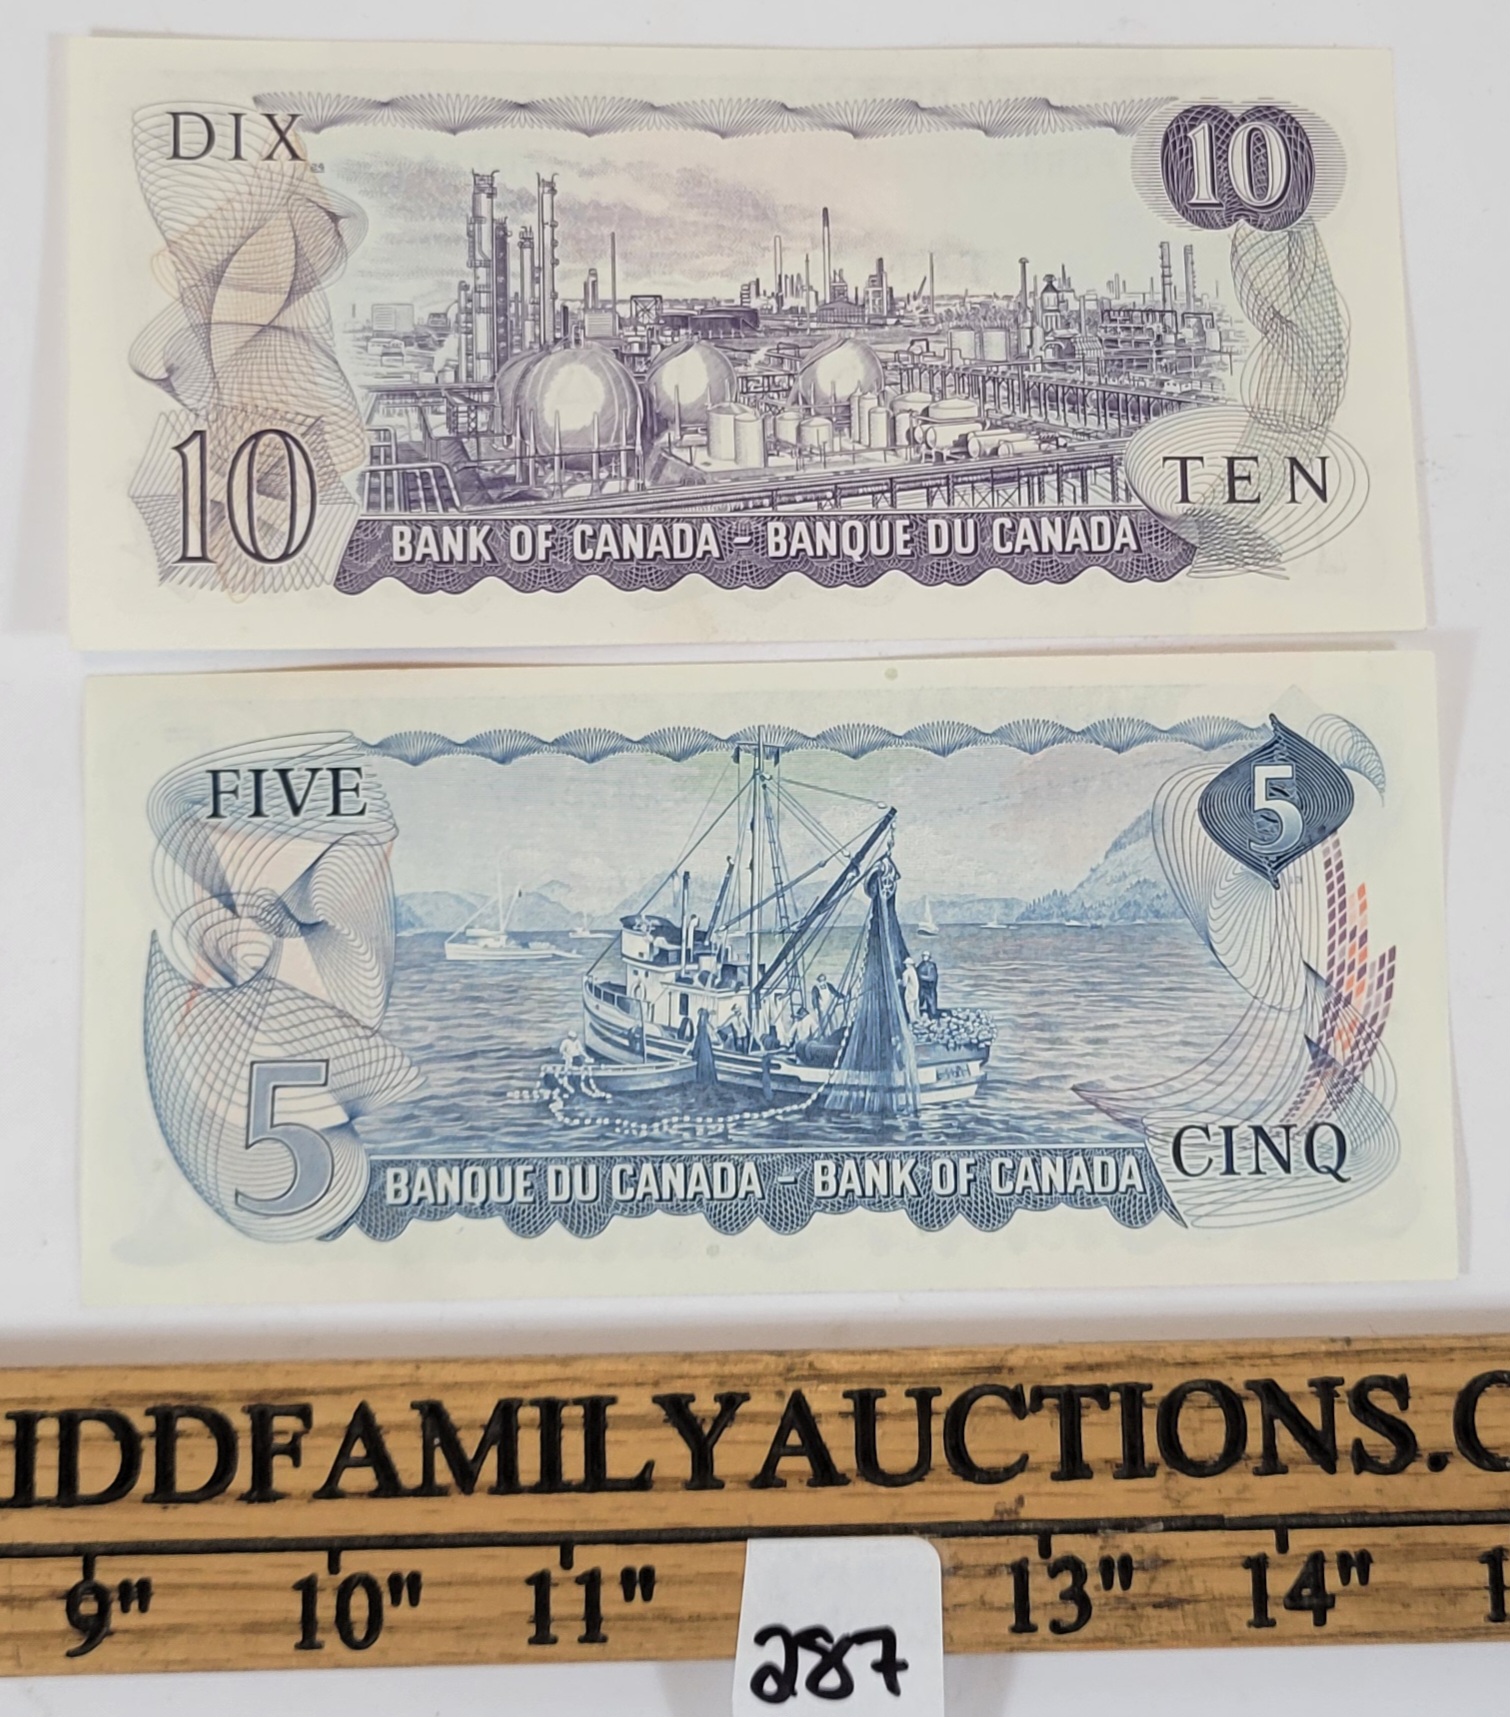 DIX
10
10
TEN
BANK OF CANADA - BANQUE DU CANADA
FIVE
5
5
CINQ
BANQUE DU CANADA - BANK OF CANADA
IDDFAMILYAUCTIONS.C
9" 10" 11" 13" 14" 1
287